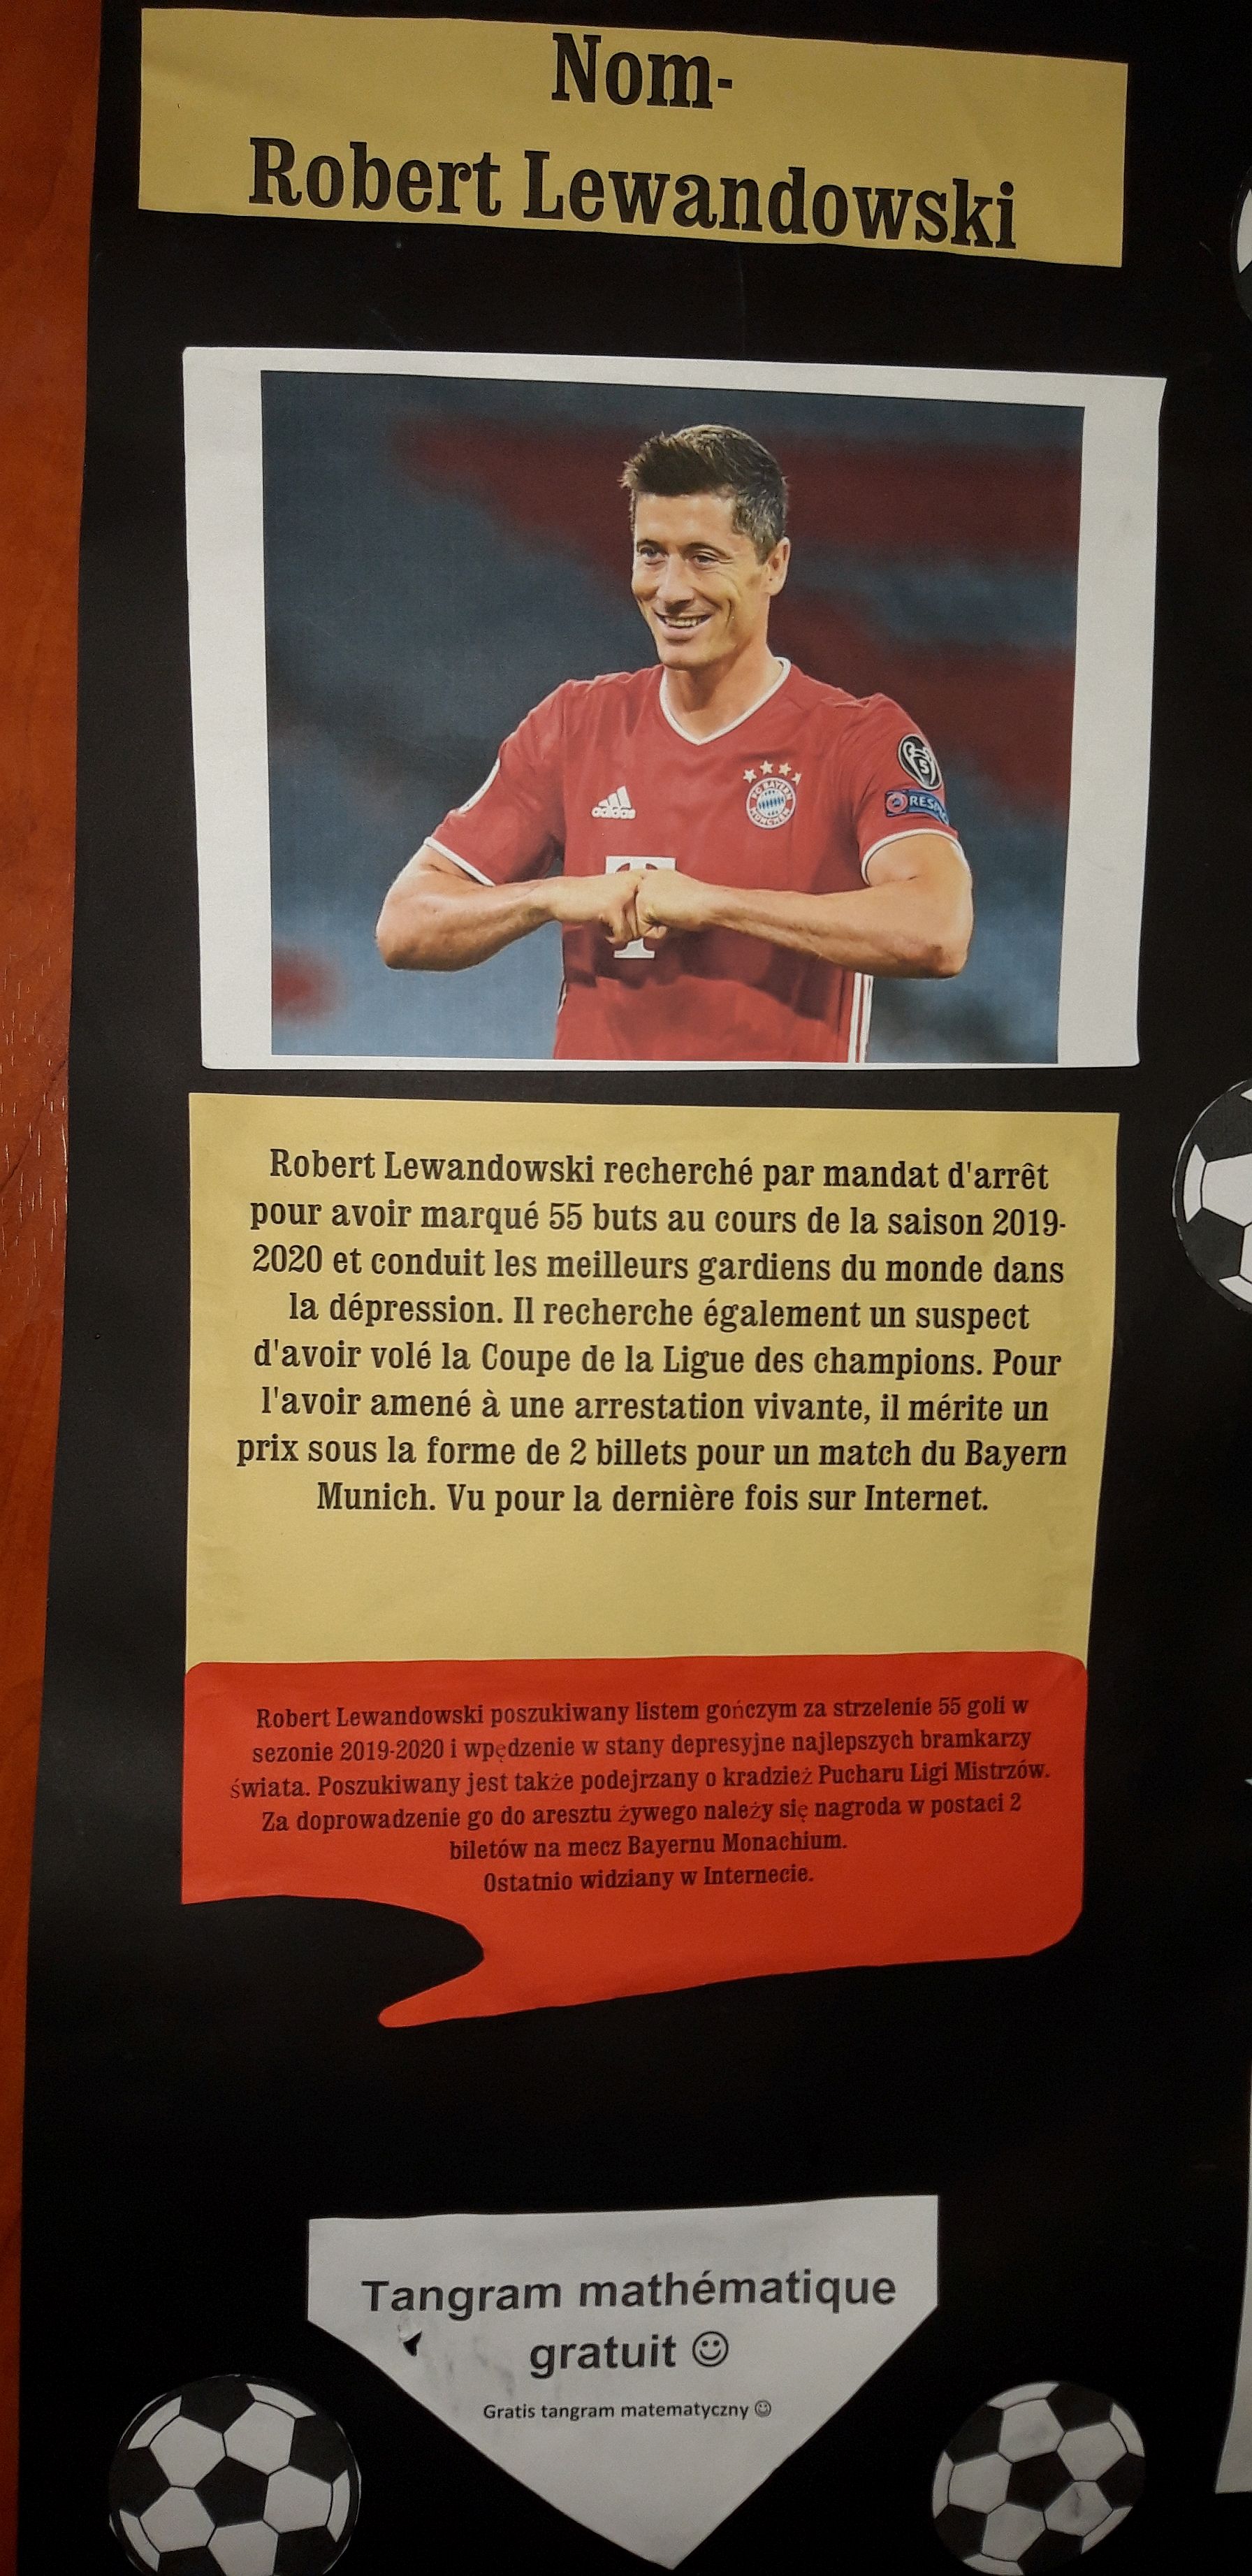 Nom-
Robert Lewandowski
5
RESP
FC BAYERN
MÜNCHEN
adidas
T
Robert Lewandowski recherché par mandat d'arrêt
pour avoir marqué 55 buts au cours de la saison 2019-
2020 et conduit les meilleurs gardiens du monde dans
la dépression. Il recherche également un suspect
d'avoir volé la Coupe de la Ligue des champions. Pour
l'avoir amené à une arrestation vivante, il mérite un
prix sous la forme de 2 billets pour un match du Bayern
Munich. Vu pour la dernière fois sur Internet.
Robert Lewandowski poszukiwany listem gończym za strzelenie 55 goli w
sezonie 2019-2020 i wpędzenie w stany depresyjne najlepszych bramkarzy
świata. Poszukiwany jest także podejrzany o kradzież Pucharu Ligi Mistrzów.
Za doprowadzenie go do aresztu żywego należy się nagroda w postaci 2
biletów na mecz Bayernu Monachium.
Ostatnio widziany w Internecie.
Tangram mathématique
gratuit ☺
Gratis tangram matematyczny ☺